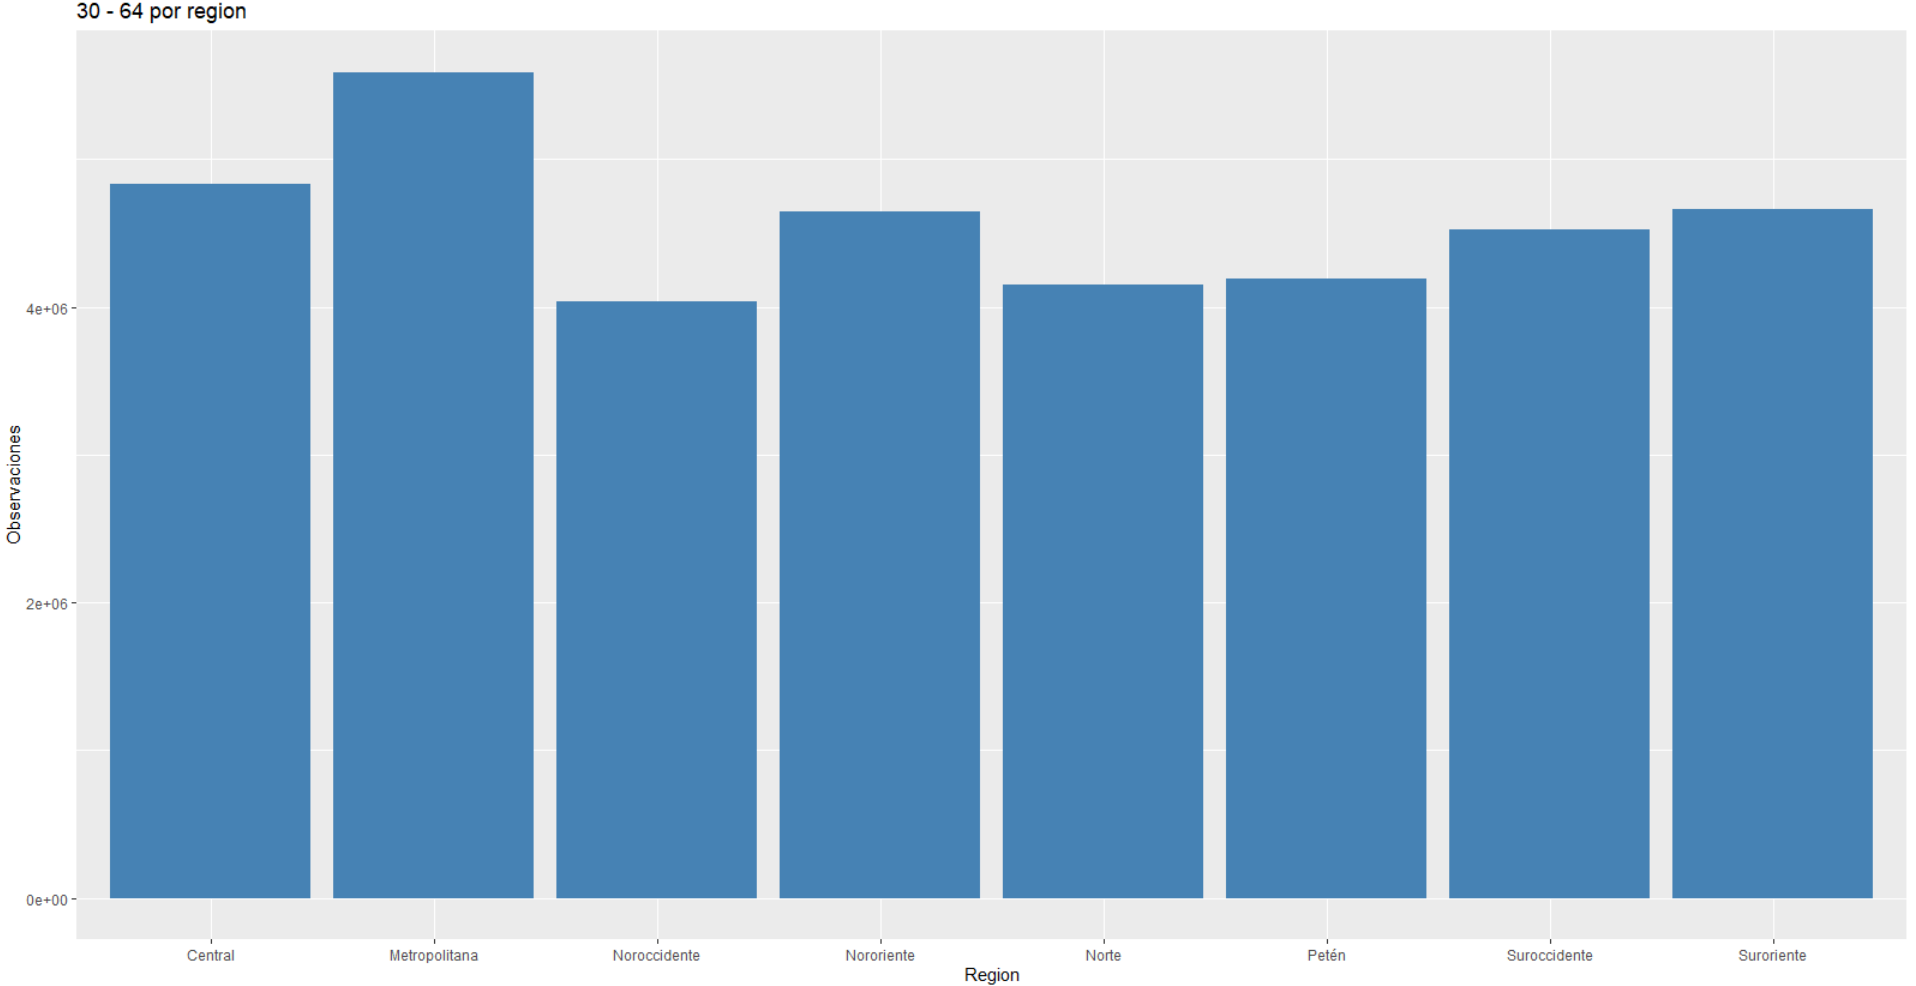 30 - 64 por region
Observaciones
4e+06
2e+06
0e+00
Central
Metropolitana
Noroccidente
Nororiente
Norte
Petén
Suroccidente
Suroriente
Region